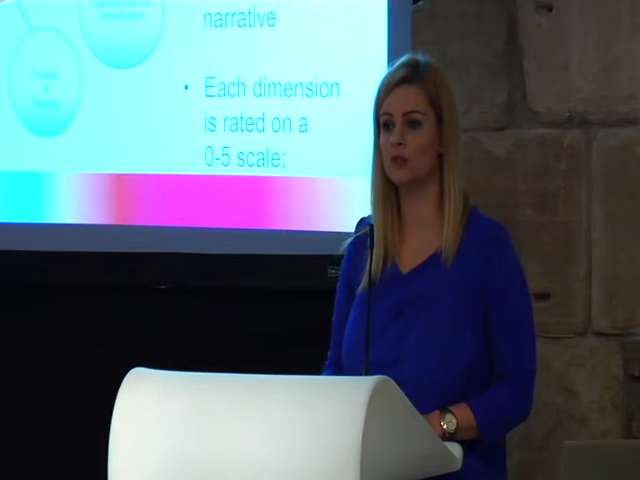 narrative
• Each dimension
is rated on a
0-5 scale: